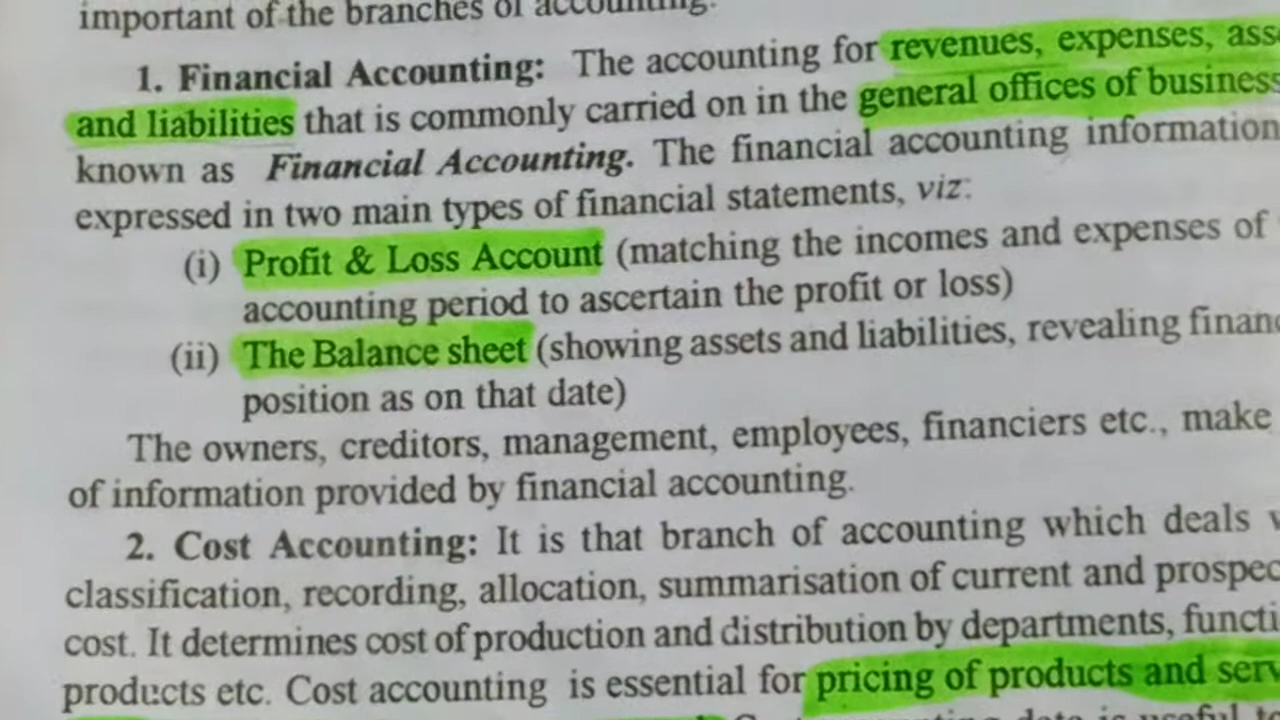 important of the branches of accounting.
1. Financial Accounting: The accounting for revenues, expenses,
and liabilities that is commonly carried on in the general offices of business
known as Financial Accounting. The financial accounting information
expressed in two main types of financial statements, viz:
(i) Profit & Loss Account (matching the incomes and expenses of
accounting period to ascertain the profit or loss)
(ii) The Balance sheet (showing assets and liabilities, revealing
position as on that date)
The owners, creditors, management, employees, financiers etc., make
of information provided by financial accounting.
2. Cost Accounting: It is that branch of accounting which deals
classification, recording, allocation, summarisation of current and
cost. It determines cost of production and distribution by departments,
products etc. Cost accounting is essential for pricing of products and